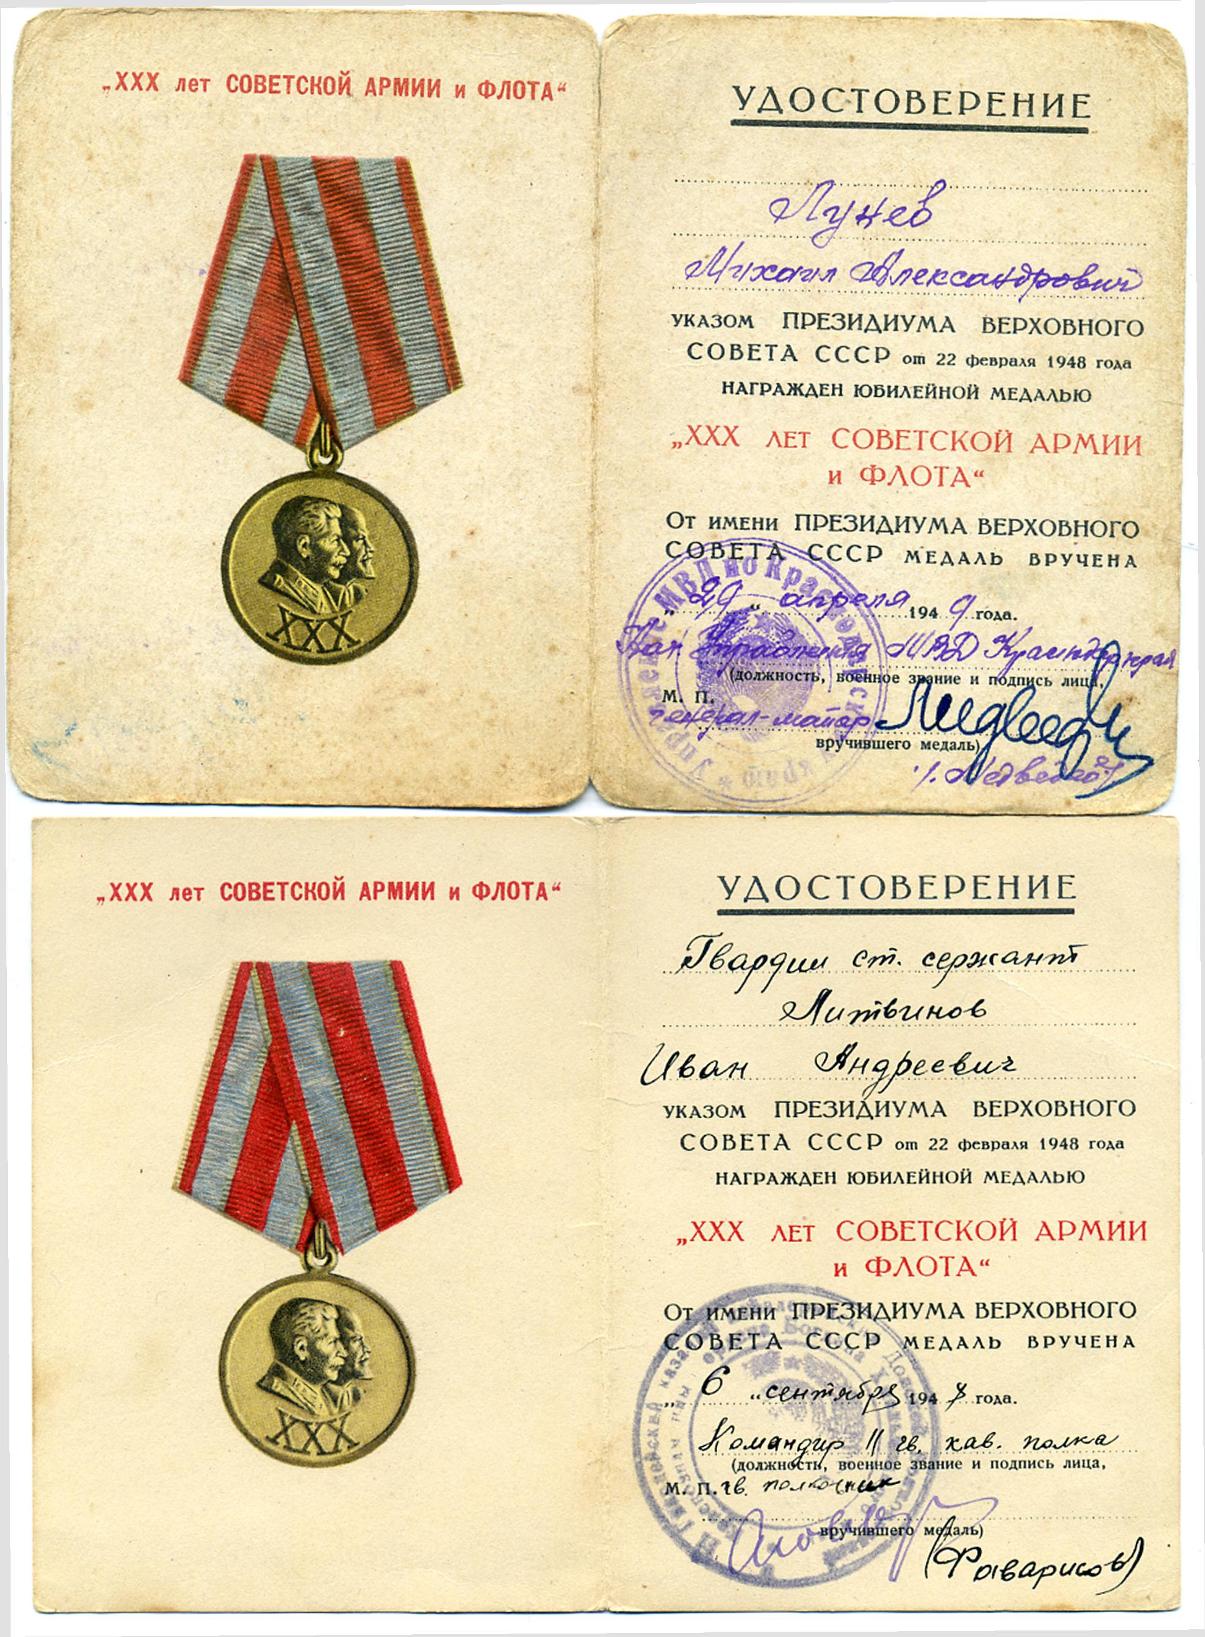 „XXX лет СОВЕТСКОЙ АРМИИ и ФЛОТА“
XXX
УДОСТОВЕРЕНИЕ
Лунев
Михаил Александрович
указом ПРЕЗИДИУМА ВЕРХОВНОГО
СОВЕТА СССР от 22 февраля 1948 года
НАГРАЖДЕН ЮБИЛЕЙНОЙ МЕДАЛЬЮ
„XXX ЛЕТ СОВЕТСКОЙ АРМИИ
и ФЛОТА“
От имени ПРЕЗИДИУМА ВЕРХОВНОГО
СОВЕТА СССР МЕДАЛЬ ВРУЧЕНА
„29“ апреля 1949 года.
Нач Управления МВД Краснодар края
(должность, военное звание и подпись лица,
М. П.
генерал-майор
вручившего медаль)
„XXX лет СОВЕТСКОЙ АРМИИ и ФЛОТА“
XXX
УДОСТОВЕРЕНИЕ
Гвардии ст. сержант
Литвинов
Иван Андреевич
указом ПРЕЗИДИУМА ВЕРХОВНОГО
СОВЕТА СССР от 22 февраля 1948 года
НАГРАЖДЕН ЮБИЛЕЙНОЙ МЕДАЛЬЮ
„XXX ЛЕТ СОВЕТСКОЙ АРМИИ
и ФЛОТА“
От имени ПРЕЗИДИУМА ВЕРХОВНОГО
СОВЕТА СССР МЕДАЛЬ ВРУЧЕНА
„6“ сентября 1948 года.
Командир 11 гв. кав. полка
(должность, военное звание и подпись лица,
М. П. гв. полковник
вручившего медаль)